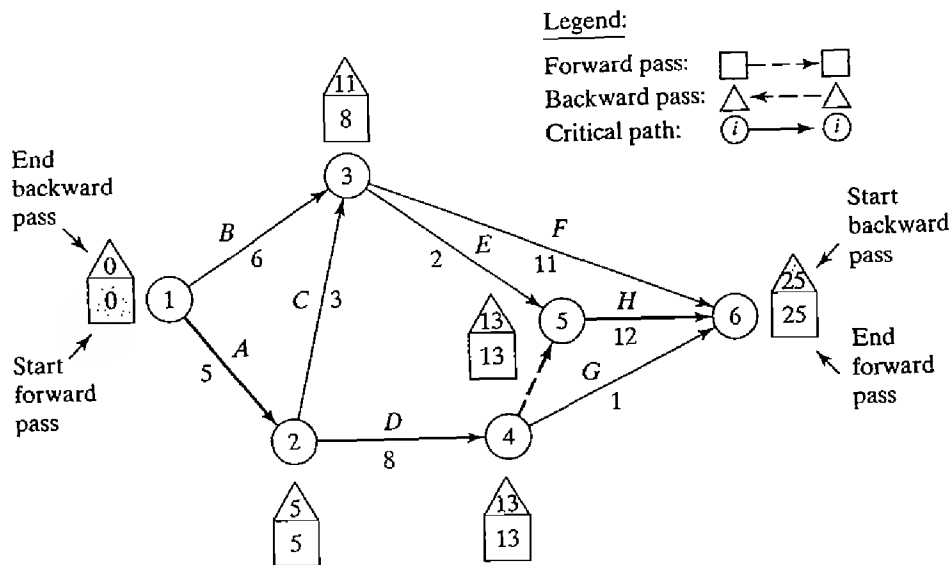 Legend:
Forward pass:
Backward pass:
Critical path: i i
11
8
3
End
backward
pass
0
0
1
Start
forward
pass
B
6
C 3
A
5
2
5
5
D
8
4
13
13
E
2
F
11
13
13
5
H
12
G
1
6
25
25
Start
backward
pass
End
forward
pass